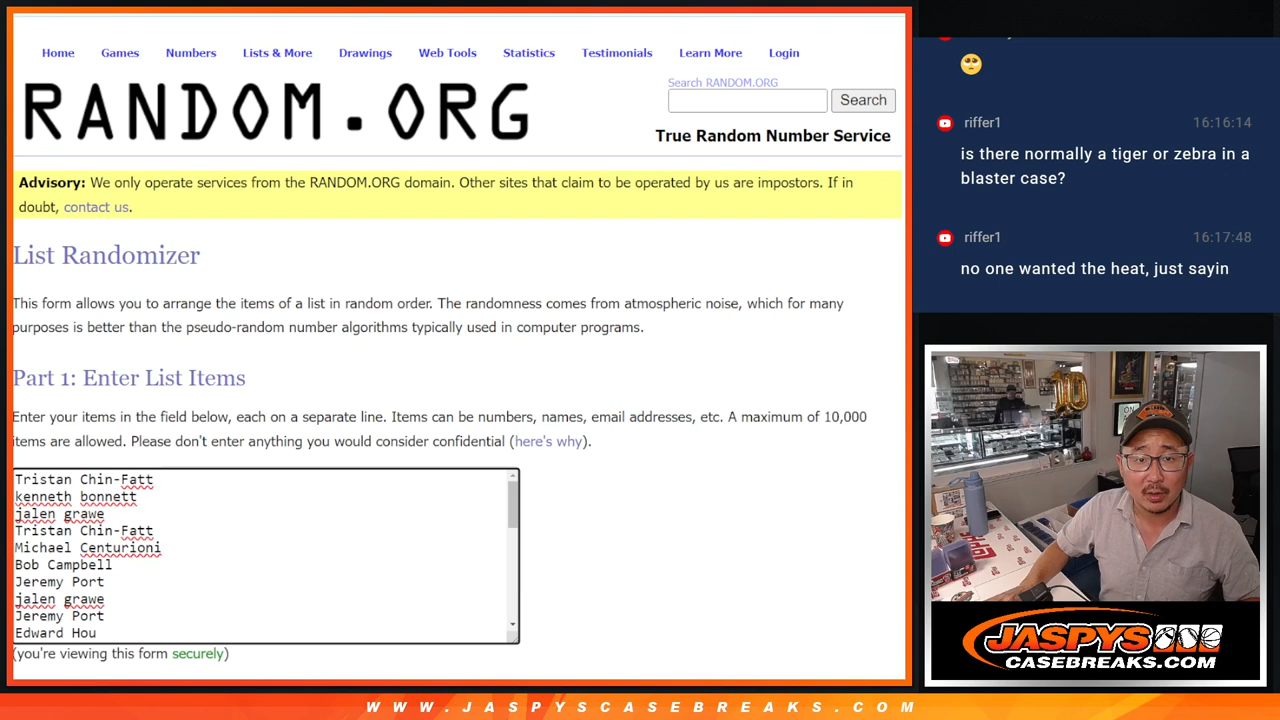 Home Games Numbers Lists & More Drawings Web Tools Statistics Testimonials Learn More Login
RANDOM.ORG
Search RANDOM.ORG
Search
True Random Number Service
Advisory: We only operate services from the RANDOM.ORG domain. Other sites that claim to be operated by us are impostors. If in
doubt, contact us.
List Randomizer
This form allows you to arrange the items of a list in random order. The randomness comes from atmospheric noise, which for many
purposes is better than the pseudo-random number algorithms typically used in computer programs.
Part 1: Enter List Items
Enter your items in the field below, each on a separate line. Items can be numbers, names, email addresses, etc. A maximum of 10,000
items are allowed. Please don't enter anything you would consider confidential (here's why).
Tristan Chin-Fatt
kenneth bonnett
jalen grawe
Tristan Chin-Fatt
Michael Centurioni
Bob Campbell
Jeremy Port
jalen grawe
Jeremy Port
Edward Hou
(you're viewing this form securely)
riffer1 16:16:14
is there normally a tiger or zebra in a
blaster case?
riffer1 16:17:48
no one wanted the heat, just sayin
10
JASPYS
CASEBREAKS.COM
WWW.JASPYSCASEBREAKS.COM